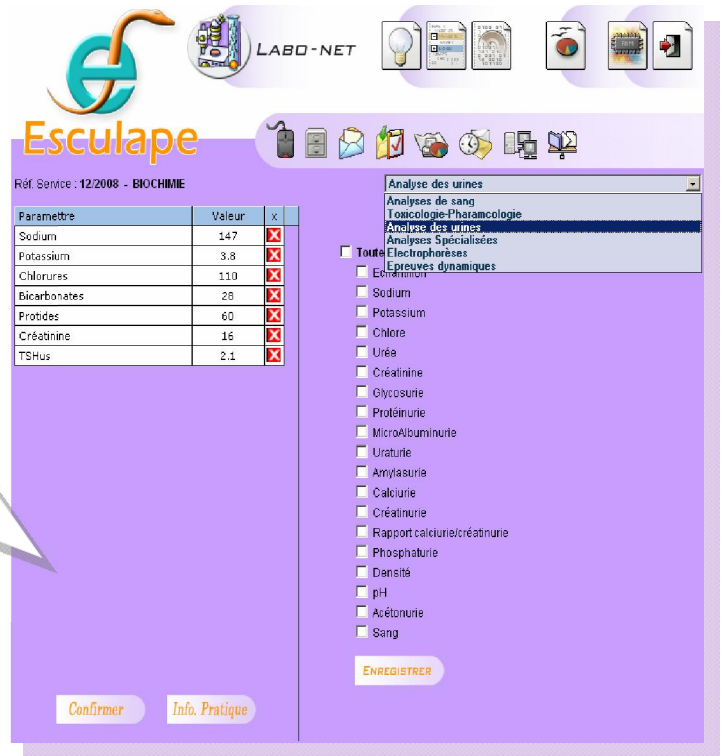 LABO-NET
Esculape
Réf. Service : 12/2008 - BIOCHIMIE
Paramettre Valeur x
Sodium 147 X
Potassium 3.8 X
Chlorures 110 X
Bicarbonates 28 X
Protides 60 X
Créatinine 16 X
TSHus 2.1 X
Confirmer Info. Pratique
Analyse des urines
Analyses de sang
Toxicologie-Pharamcologie
Analyse des urines
Analyses Spécialisées
Electrophorèses
Epreuves dynamiques
Toute
Echantillon
Sodium
Potassium
Chlore
Urée
Créatinine
Glycosurie
Protéinurie
MicroAlbuminurie
Uraturie
Amylasurie
Calciurie
Créatinurie
Rapport calciurie/créatinurie
Phosphaturie
Densité
pH
Acétonurie
Sang
ENREGISTRER